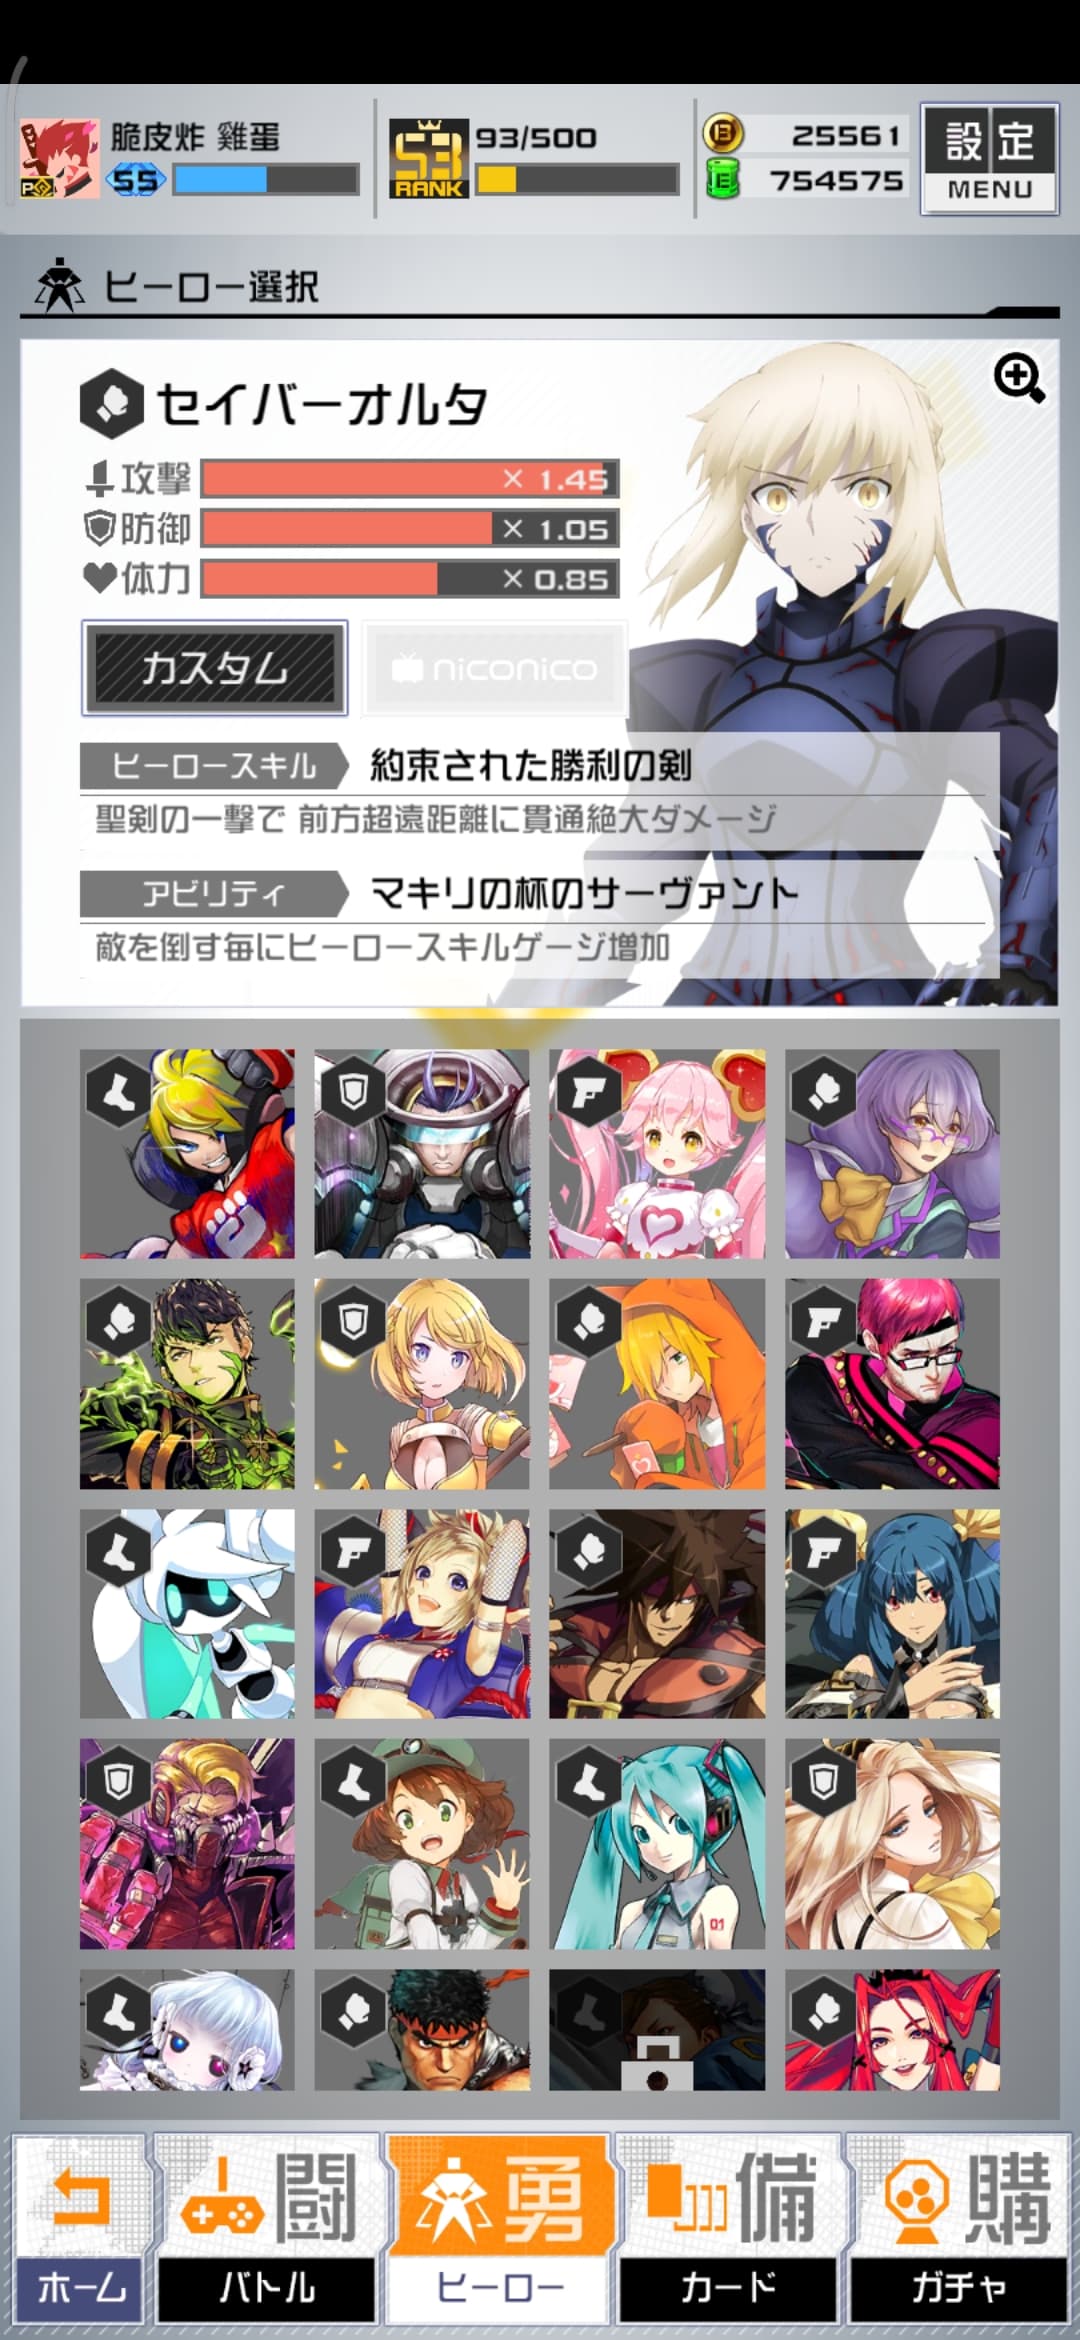 脆皮炸 雞蛋
PG
55
S3
RANK
93/500
B
25561
E
754575
設定
MENU
ヒーロー選択
セイバーオルタ
攻撃 × 1.45
防御 × 1.05
体力 × 0.85
カスタム
niconico
ヒーロースキル
約束された勝利の剣
聖剣の一撃で 前方超遠距離に貫通絶大ダメージ
アビリティ
マキリの杯のサーヴァント
敵を倒す毎にヒーロースキルゲージ増加
01
闘
勇
備
購
ホーム
バトル
ヒーロー
カード
ガチャ